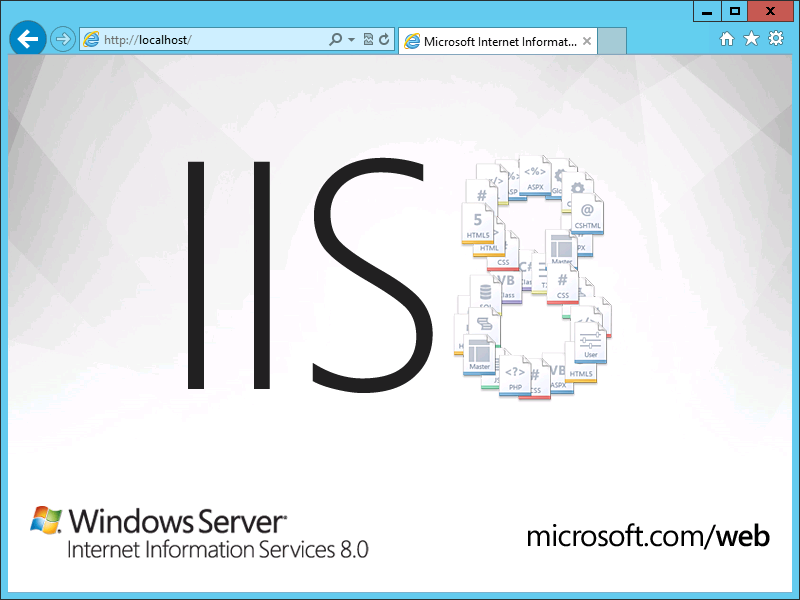 http://localhost/
Microsoft Internet Informat...
IIS
<%>
ASPX
#
@
CSHTML
5
HTML5
HTML
CSS
Master
#
CSS
User
Master
<?>
PHP
#
CSS
VB
ASPX
HTML5
Windows Server
Internet Information Services 8.0
microsoft.com/web